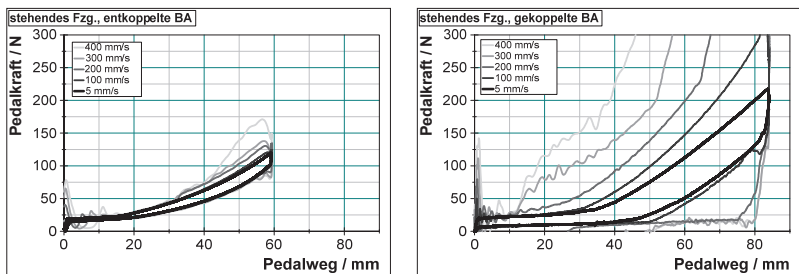 stehendes Fzg., entkoppelte BA
Pedalkraft / N
300
250
200
150
100
50
0
400 mm/s
300 mm/s
200 mm/s
100 mm/s
5 mm/s
0 20 40 60 80
Pedalweg / mm
stehendes Fzg., gekoppelte BA
Pedalkraft / N
300
250
200
150
100
50
0
400 mm/s
300 mm/s
200 mm/s
100 mm/s
5 mm/s
0 20 40 60 80
Pedalweg / mm